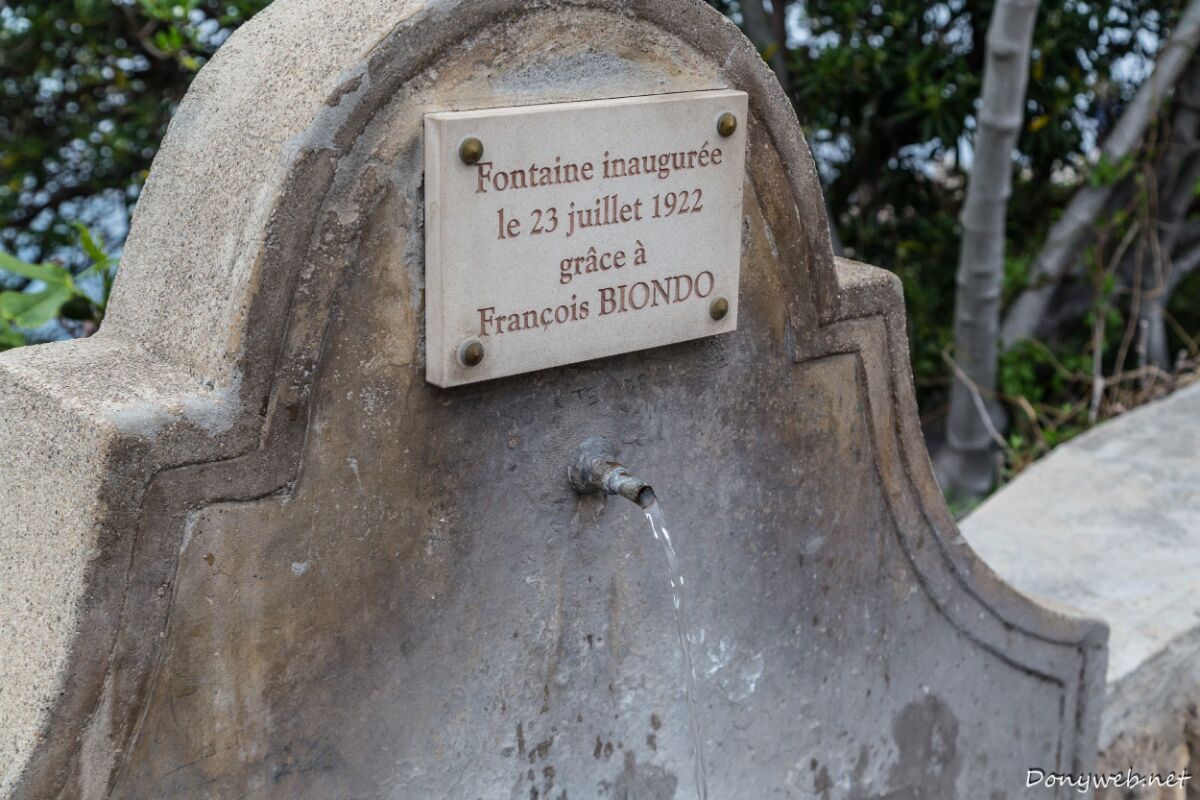 Fontaine inaugurée
le 23 juillet 1922
grâce à
François BIONDO
Donyweb.net